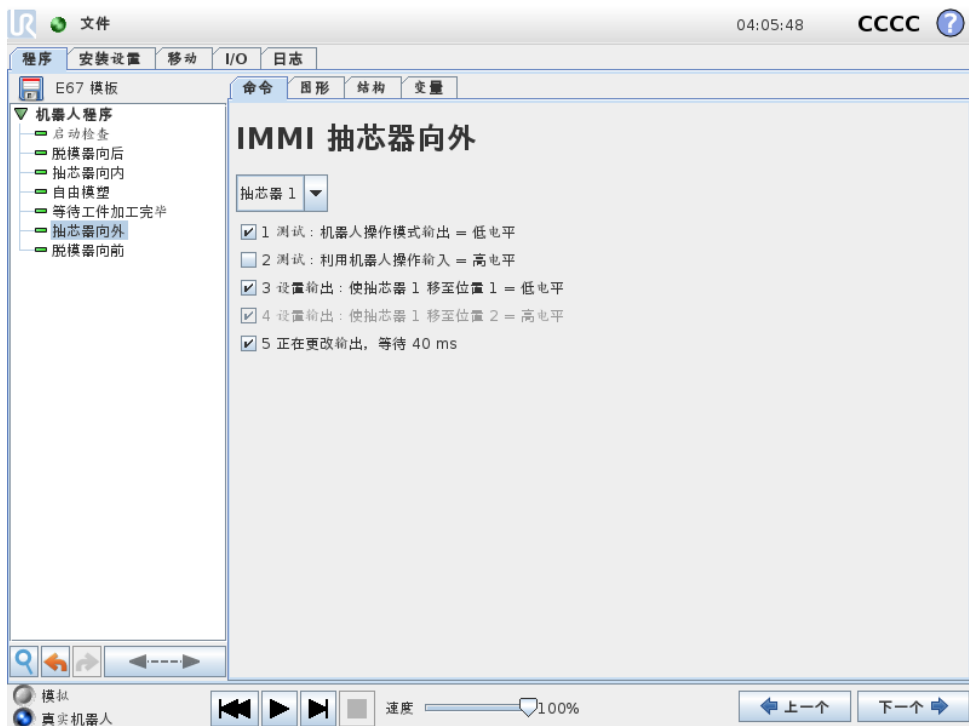 UR 文件 04:05:48 CCCC ?
程序 安装设置 移动 I/O 日志
E67 模板
命令 图形 结构 变量
机器人程序
启动检查
脱模器向后
抽芯器向内
自由模塑
等待工件加工完毕
抽芯器向外
脱模器向前
IMMI 抽芯器向外
抽芯器 1
1 测试：机器人操作模式输出 = 低电平
2 测试：利用机器人操作输入 = 高电平
3 设置输出：使抽芯器 1 移至位置 1 = 低电平
4 设置输出：使抽芯器 1 移至位置 2 = 高电平
5 正在更改输出，等待 40 ms
模拟
真实机器人
速度 100%
上一个 下一个